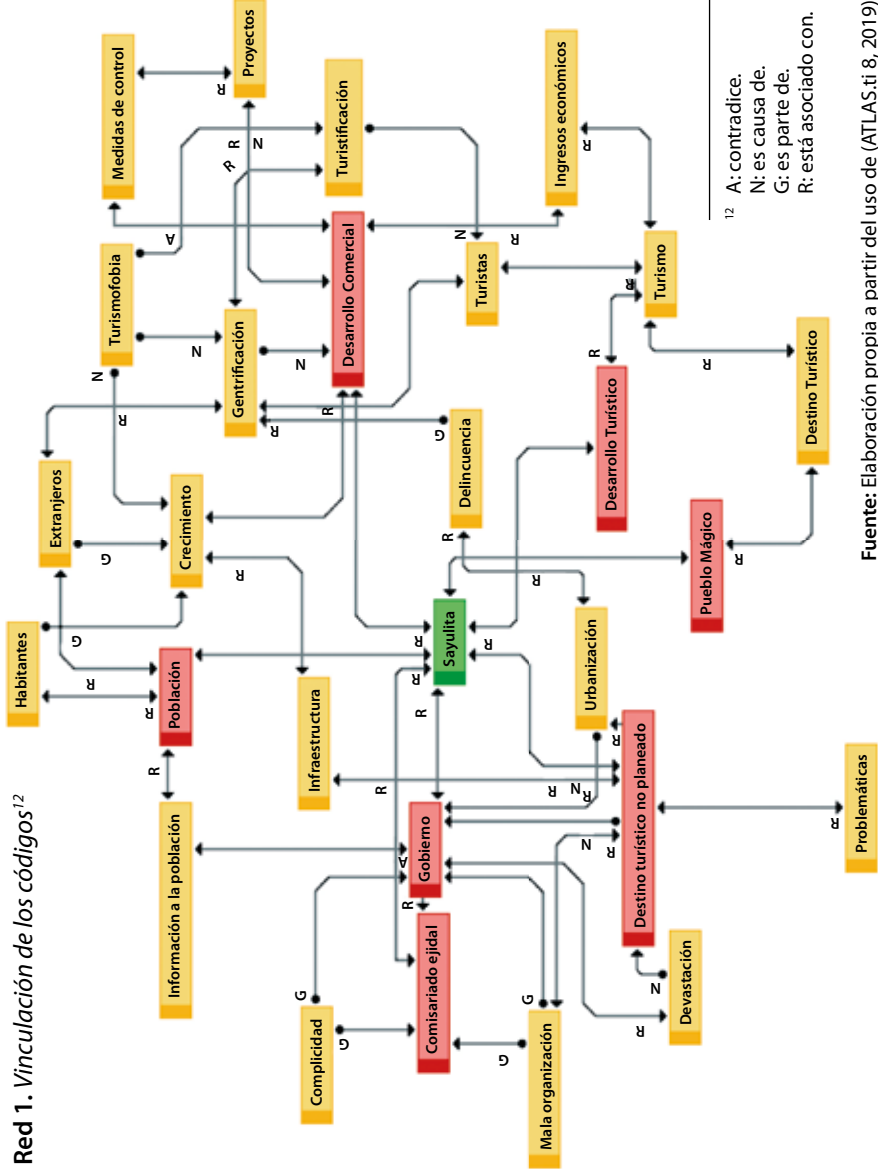 Red 1. Vinculación de los códigos12
Habitantes
Extranjeros
Turismofobia
Medidas de control
R
Proyectos
Información a la población
R
Población
R
R
G
G
Crecimiento
N
R
Gentificación
N
A
R
R
N
Turistificación
Complicidad
G
G
Infraestructura
R
R
Desarrollo Comercial
N
R
R
Comisariado ejidal
R
Gobierno
A
R
Sayulita
R
R
R
Delincuencia
R
G
R
Turistas
N
R
Ingresos económicos
R
Mala organización
G
G
N
R
N
R
R
Urbanización
R
R
Desarrollo Turístico
R
R
Turismo
Devastación
N
R
Destino turístico no planeado
Pueblo Mágico
R
R
Destino Turístico
Problemáticas
R
12 A: contradice.
N: es causa de.
G: es parte de.
R: está asociado con.
Fuente: Elaboración propia a partir del uso de (ATLAS.ti 8, 2019)